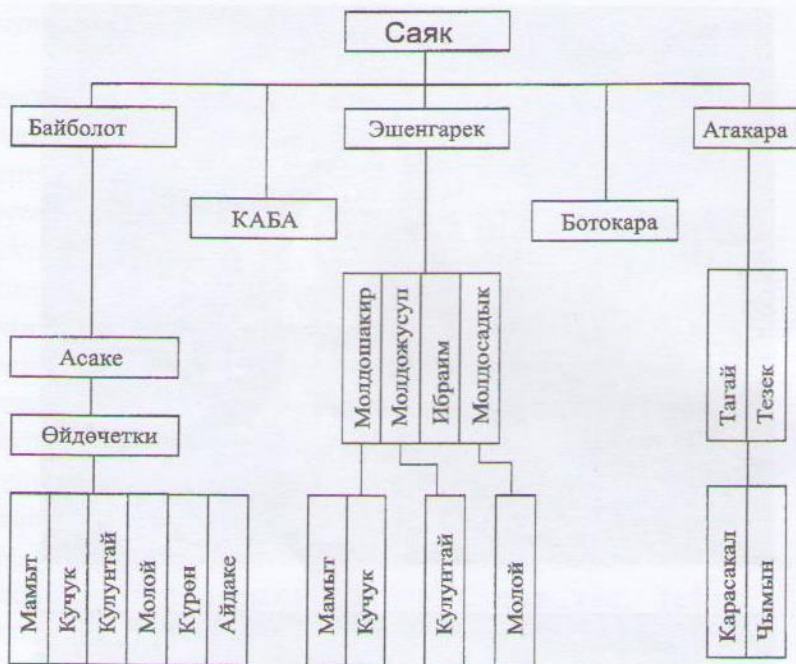 Саяк
Байболот
Эшенгарек
Атакара
КАБА
Ботокара
Молдошакир
Молдожусуп
Ибраим
Молдосадык
Тагай
Тезек
Асаке
Өйдөчетки
Мамыт
Кучук
Кулунтай
Молой
Күрөн
Айдаке
Мамыт
Кучук
Кулунтай
Молой
Карасакал
Чымын